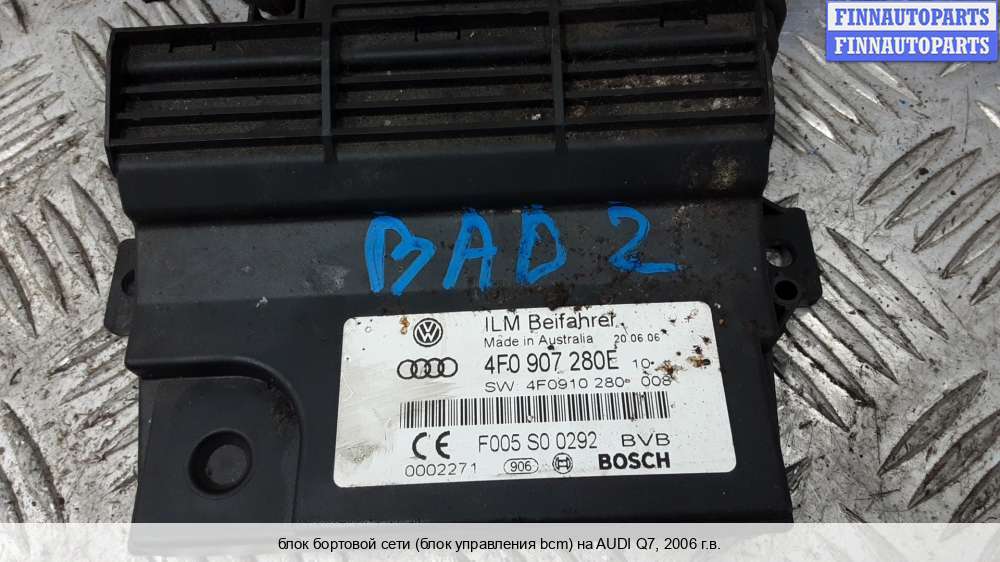 FINNAUTOPARTS
FINNAUTOPARTS
BAD 2
ILM Beifahrer
Made in Australia 20.06.06
4F0 907 280E 10
SW 4F0910 280 008
CE F005 S0 0292 BVB
0002271 906 BOSCH
блок бортовой сети (блок управления bcm) на AUDI Q7, 2006 г.в.